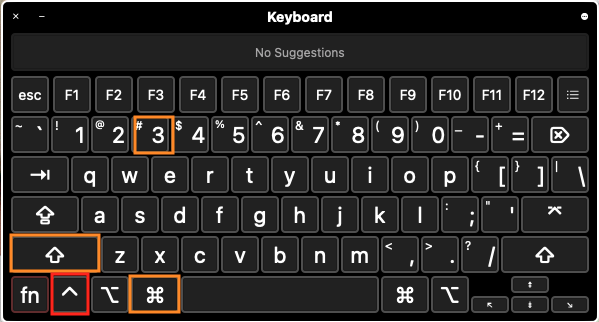 Keyboard
No Suggestions
esc F1 F2 F3 F4 F5 F6 F7 F8 F9 F10 F11 F12
~ ` ! 1 @ 2 # 3 $ 4 % 5 ^ 6 & 7 * 8 ( 9 ) 0 _ - + = ⌫
⇥ q w e r t y u i o p { [ } ] | \
⇪ a s d f g h j k l : ; " ' ⌤
⇧ z x c v b n m < , > . ? / ⇧
fn ^ ⌥ ⌘ ⌘ ⌥